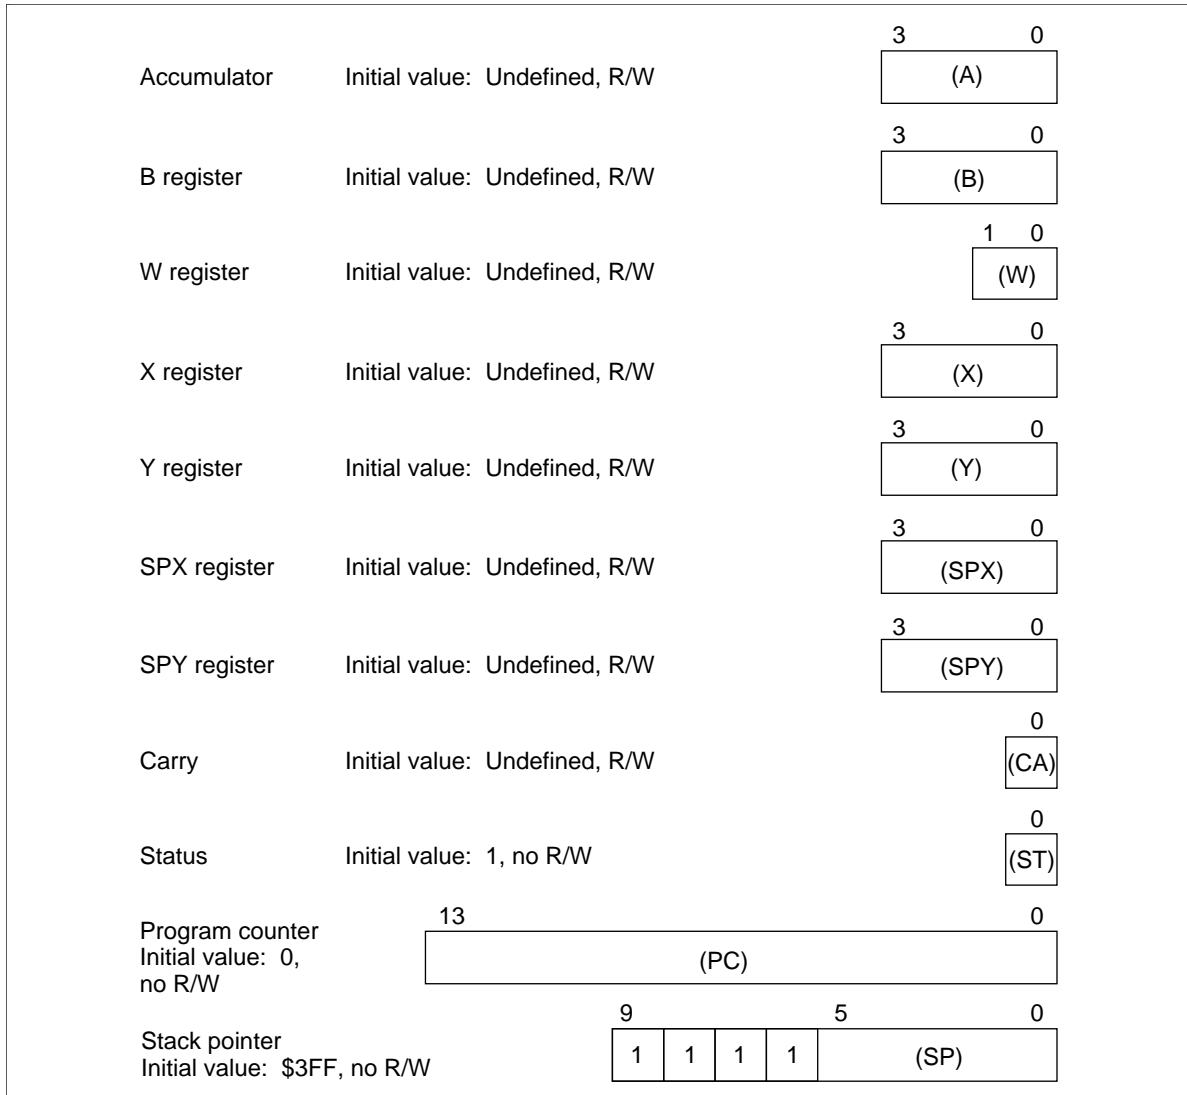 3 0
Accumulator Initial value: Undefined, R/W (A)
3 0
B register Initial value: Undefined, R/W (B)
1 0
W register Initial value: Undefined, R/W (W)
3 0
X register Initial value: Undefined, R/W (X)
3 0
Y register Initial value: Undefined, R/W (Y)
3 0
SPX register Initial value: Undefined, R/W (SPX)
3 0
SPY register Initial value: Undefined, R/W (SPY)
0
Carry Initial value: Undefined, R/W (CA)
0
Status Initial value: 1, no R/W (ST)
13 0
Program counter
Initial value: 0, (PC)
no R/W
9 5 0
Stack pointer
Initial value: $3FF, no R/W 1 1 1 1 (SP)